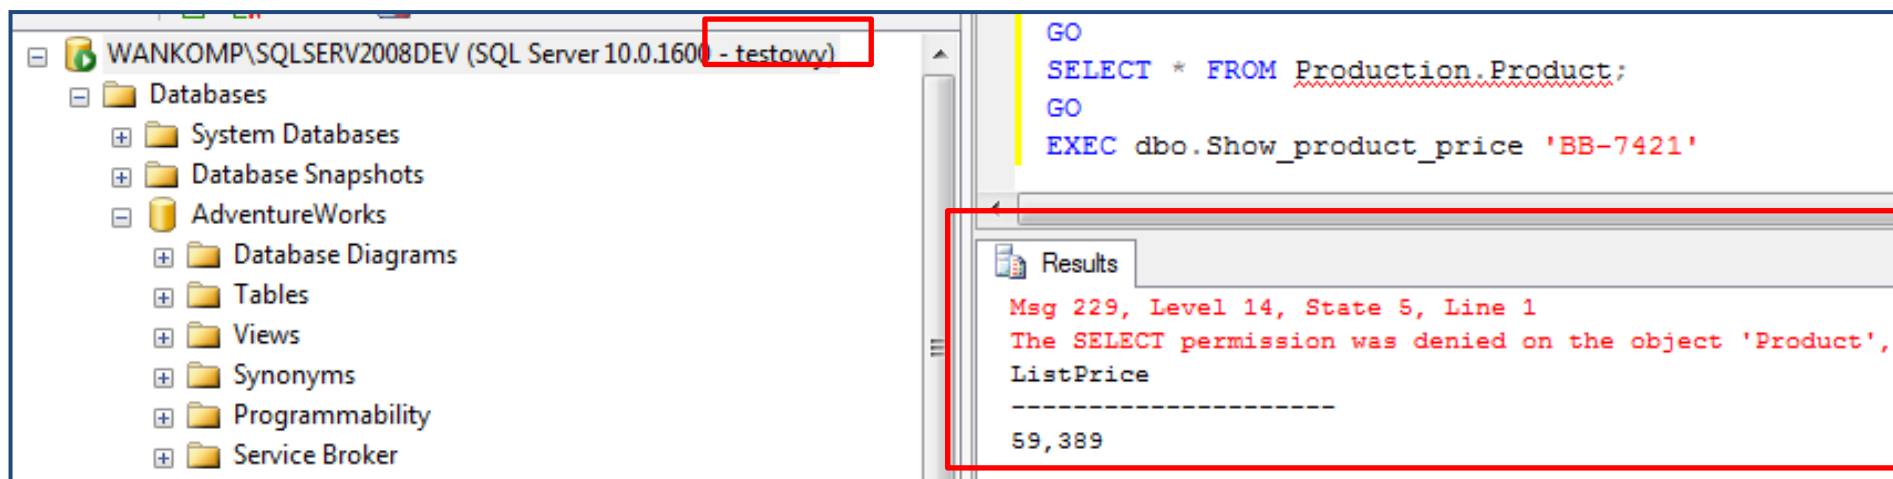 WANKOMP\SQLSERV2008DEV (SQL Server 10.0.1600 - testowy)
Databases
System Databases
Database Snapshots
AdventureWorks
Database Diagrams
Tables
Views
Synonyms
Programmability
Service Broker
GO
SELECT * FROM Production.Product;
GO
EXEC dbo.Show_product_price 'BB-7421'
Results
Msg 229, Level 14, State 5, Line 1
The SELECT permission was denied on the object 'Product',
ListPrice
---------------------
59,389